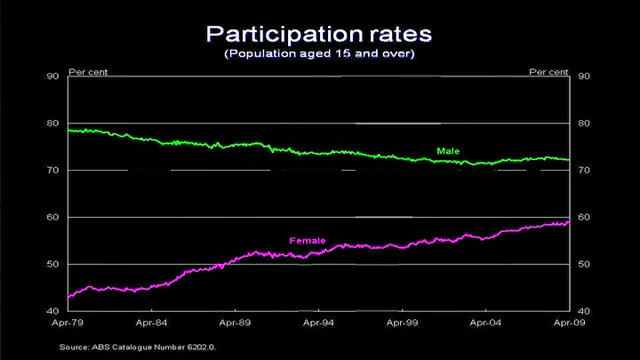 Participation rates
(Population aged 15 and over)
Per cent Per cent
90 90
80 80
Male
70 70
60 60
Female
50 50
40 40
Apr-79 Apr-84 Apr-89 Apr-94 Apr-99 Apr-04 Apr-09
Source: ABS Catalogue Number 6202.0.